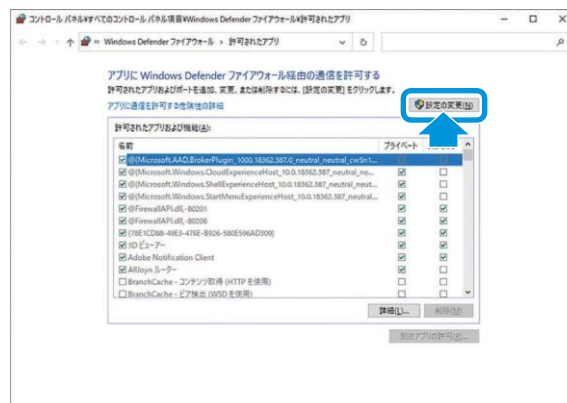 コントロール パネル¥すべてのコントロール パネル項目¥Windows Defender ファイアウォール¥許可されたアプリ
« Windows Defender ファイアウォール › 許可されたアプリ
アプリに Windows Defender ファイアウォール経由の通信を許可する
許可されたアプリおよびポートを追加、変更、または削除するには、[設定の変更] をクリックします。
アプリに通信を許可する危険性の詳細
設定の変更(N)
許可されたアプリおよび機能(A):
名前 プライベート
@{Microsoft.AAD.BrokerPlugin_1000.18362.387.0_neutral_neutral_cw5n1...
@{Microsoft.Windows.CloudExperienceHost_10.0.18362.387_neutral_ne...
@{Microsoft.Windows.ShellExperienceHost_10.0.18362.387_neutral_neut...
@{Microsoft.Windows.StartMenuExperienceHost_10.0.18362.387_neutral...
@FirewallAPI.dll,-80201
@FirewallAPI.dll,-80206
{78E1CD88-49E3-476E-B926-580E596AD309}
3D ビューアー
Adobe Notification Client
AllJoyn ルーター
BranchCache - コンテンツ取得 (HTTP を使用)
BranchCache - ピア検出 (WSD を使用)
詳細(L)... 削除(M)
別のアプリの許可(R)...